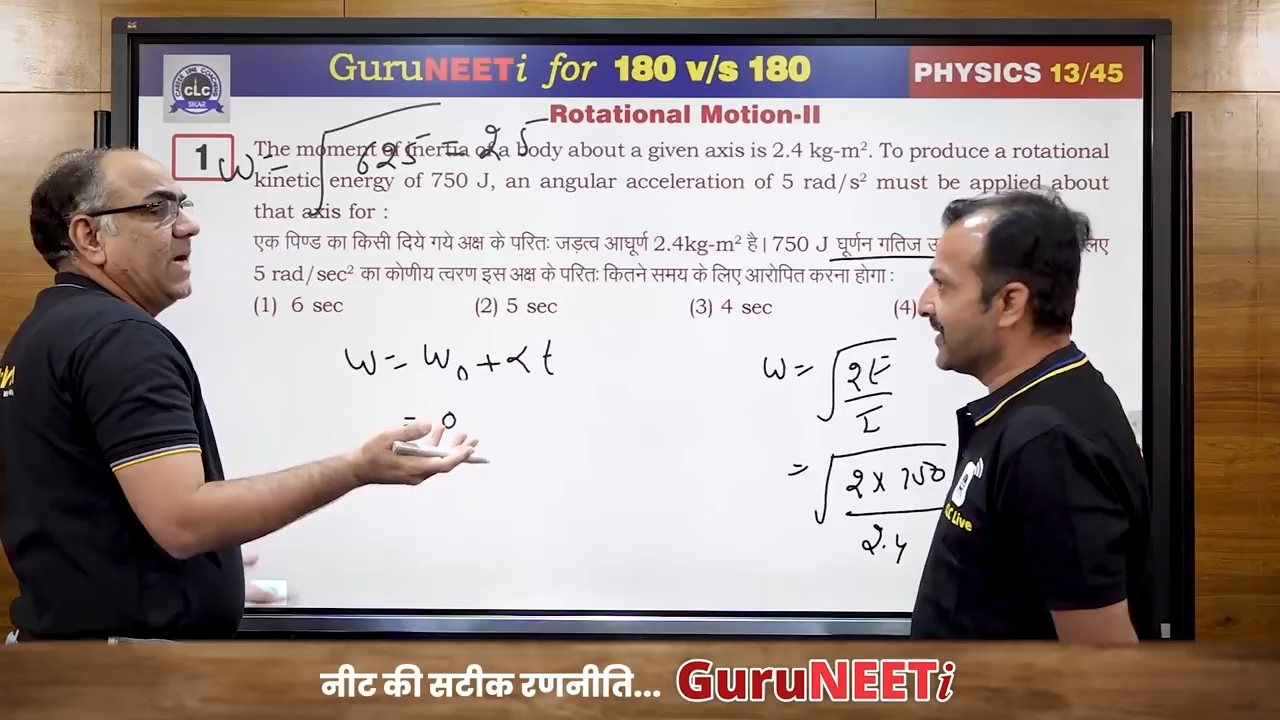 GuruNEETi for 180 v/s 180
PHYSICS 13/45
CLC
SIKAR
Rotational Motion-II
1
ω = √625 = 25
The moment of inertia of a body about a given axis is 2.4 kg-m². To produce a rotational
kinetic energy of 750 J, an angular acceleration of 5 rad/s² must be applied about
that axis for :
एक पिण्ड का किसी दिये गये अक्ष के परितः जड़त्व आघूर्ण 2.4kg-m² है। 750 J घूर्णन गतिज
5 rad/sec² का कोणीय त्वरण इस अक्ष के परितः कितने समय के लिए आरोपित करना होगा :
(1) 6 sec (2) 5 sec (3) 4 sec (4)
ω = ω₀ + αt
= 0
ω = √2E/I
= √2 x 750/2.4
CLC Live
नीट की सटीक रणनीति... GuruNEETi